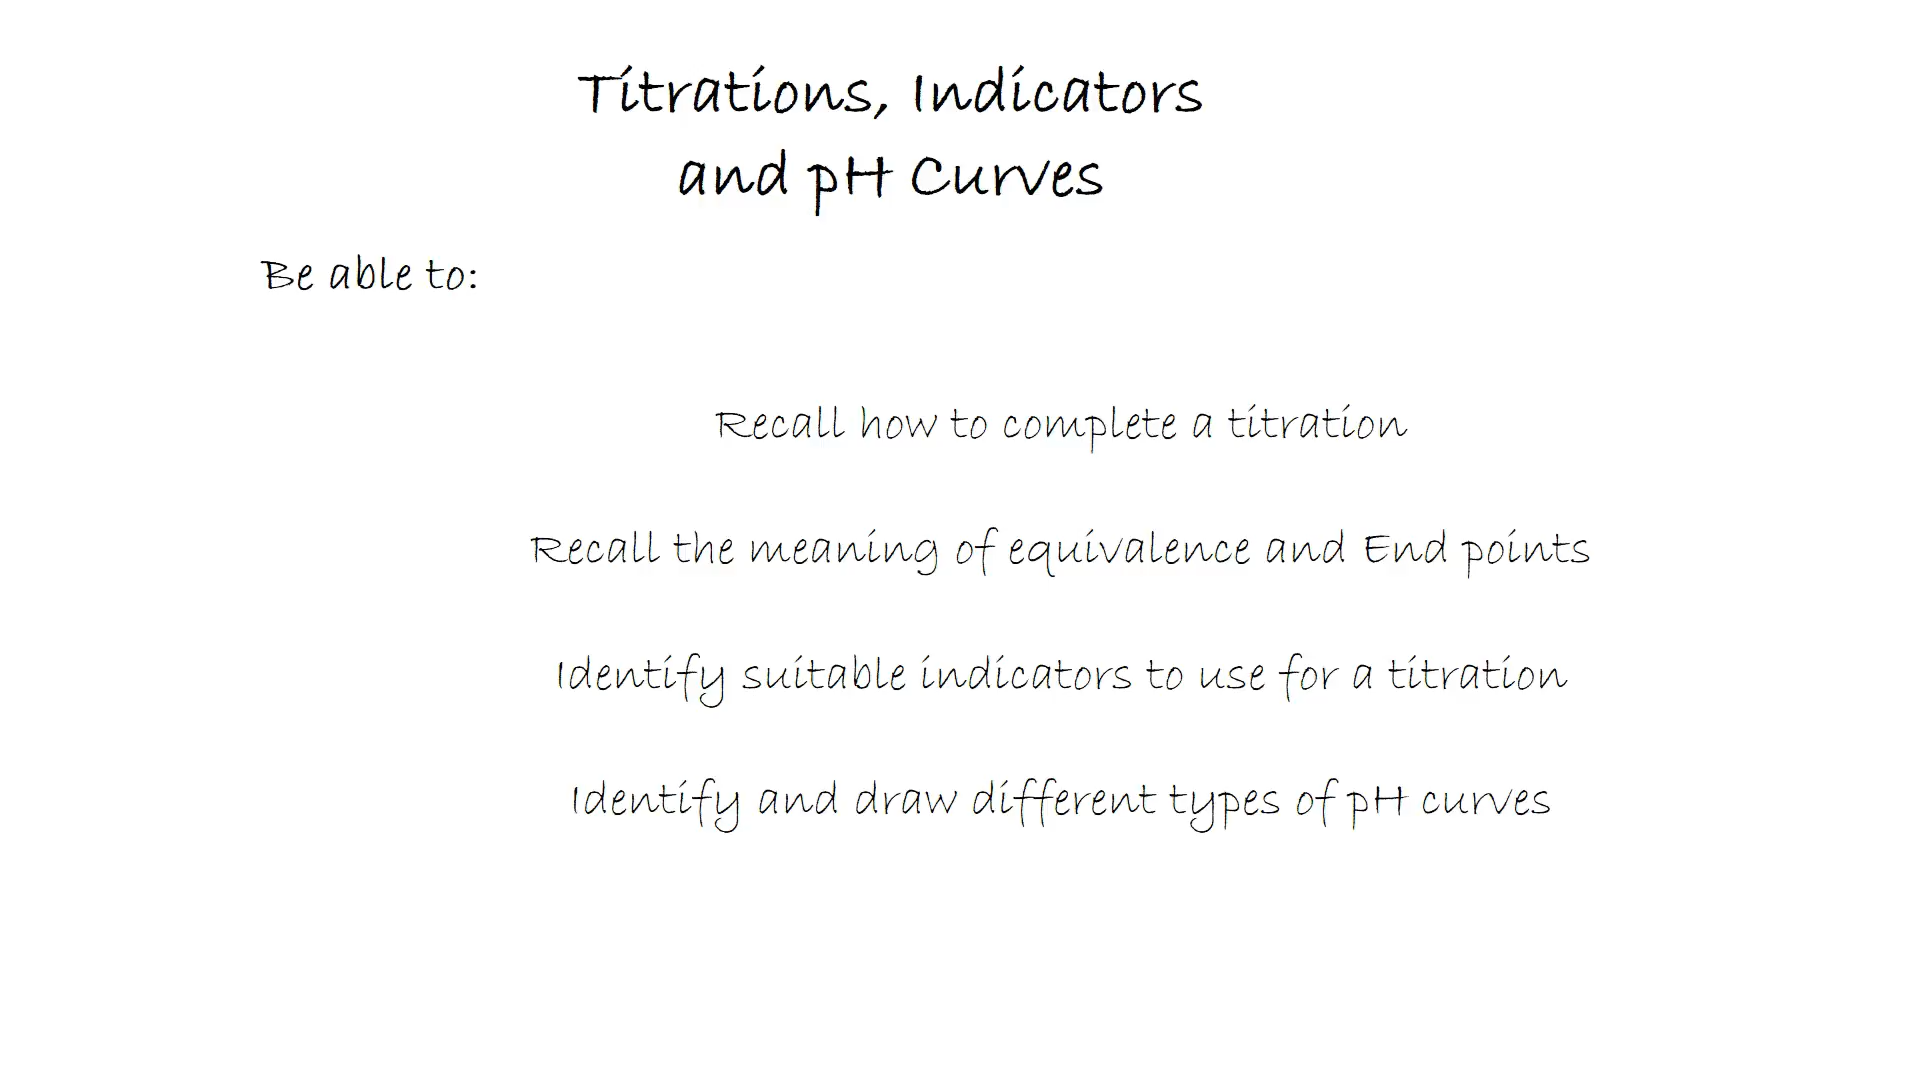 Titrations, Indicators
and pH Curves
Be able to:
Recall how to complete a titration
Recall the meaning of equivalence and End points
Identify suitable indicators to use for a titration
Identify and draw different types of pH curves